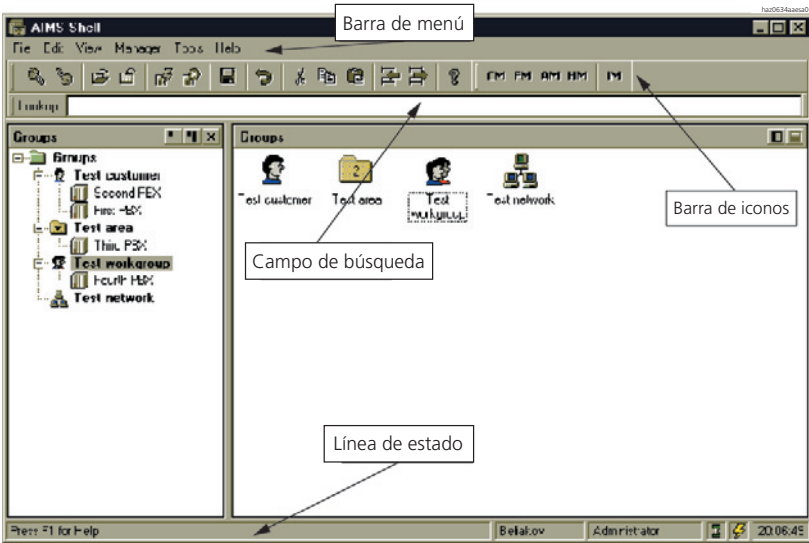 haz0634aaesa0
AIMS Shell
Barra de menú
File Edit View Manager Tools Help
CM FM AM HM IM
Lookup
Groups
Groups
Groups
Test customer
Second PBX
First PBX
Test area
Third PBX
Test workgroup
Fourth PBX
Test network
2
Test customer Test area Test workgroup Test network
Barra de iconos
Campo de búsqueda
Línea de estado
Press F1 for Help
Administrator
20:06:45